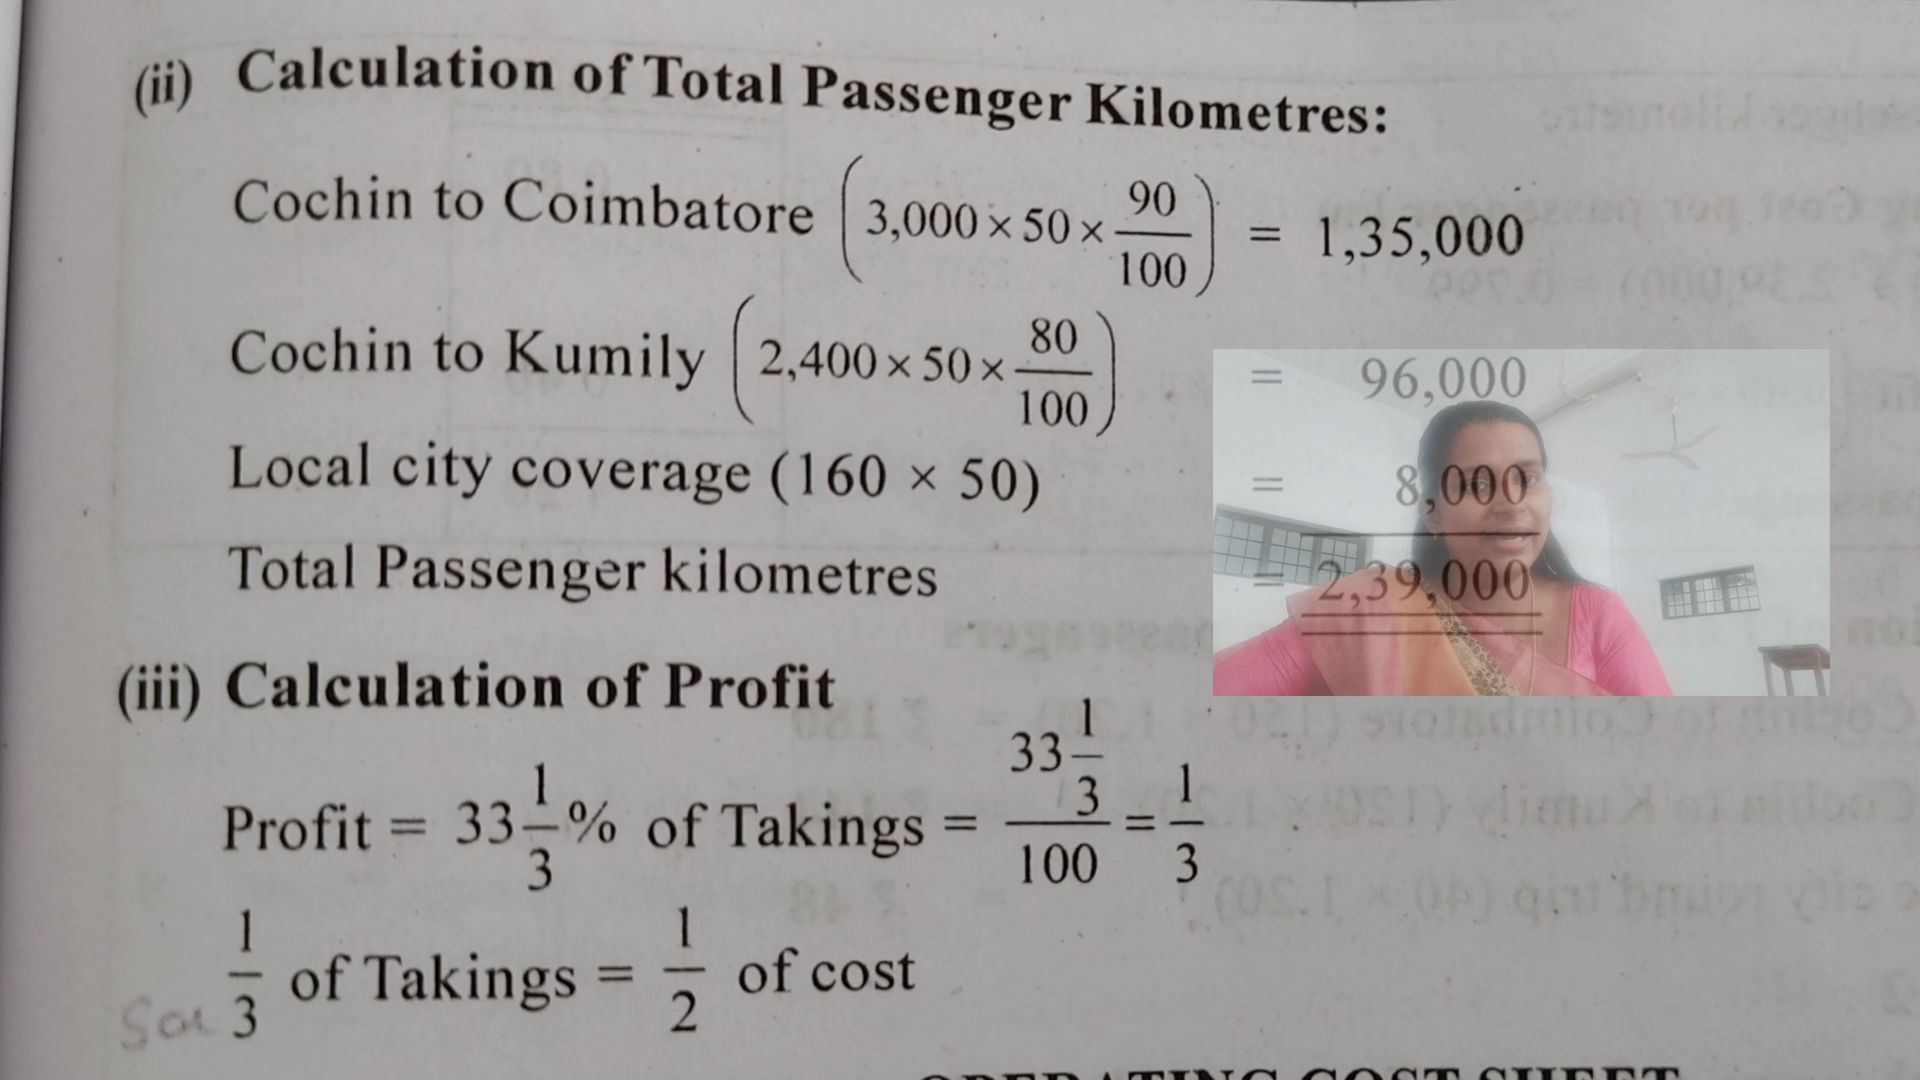 (ii) Calculation of Total Passenger Kilometres:
Cochin to Coimbatore (3,000 × 50 × 90/100) = 1,35,000
Cochin to Kumily (2,400 × 50 × 80/100) = 96,000
Local city coverage (160 × 50) = 8,000
Total Passenger kilometres = 2,39,000
(iii) Calculation of Profit
Profit = 33 1/3 % of Takings = 33 1/3 / 100 = 1/3
1/3 of Takings = 1/2 of cost
OPERATING COST SHEET